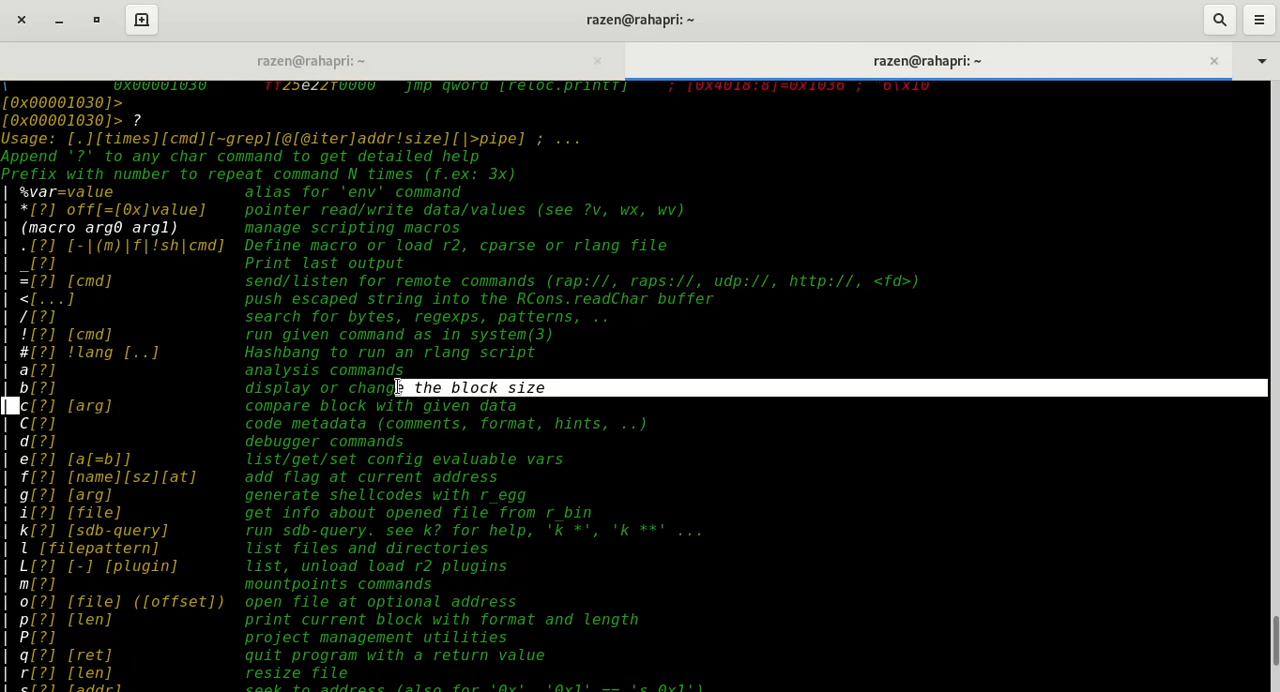 razen@rahapri: ~
razen@rahapri: ~
razen@rahapri: ~
\ 0x00001030 ff25e22f0000 jmp qword [reloc.printf] ; [0x4018:8]=0x1036 ; "6\x10"
[0x00001030]>
[0x00001030]> ?
Usage: [.][times][cmd][~grep][@[@iter]addr!size][|>pipe] ; ...
Append '?' to any char command to get detailed help
Prefix with number to repeat command N times (f.ex: 3x)
| %var=value alias for 'env' command
| *[?] off[=[0x]value] pointer read/write data/values (see ?v, wx, wv)
| (macro arg0 arg1) manage scripting macros
| .[?] [-|(m)|f|!sh|cmd] Define macro or load r2, cparse or rlang file
| _[?] Print last output
| =[?] [cmd] send/listen for remote commands (rap://, raps://, udp://, http://, <fd>)
| <[...] push escaped string into the RCons.readChar buffer
| /[?] search for bytes, regexps, patterns, ..
| ![?] [cmd] run given command as in system(3)
| #[?] !lang [..] Hashbang to run an rlang script
| a[?] analysis commands
| b[?] display or change the block size
| c[?] [arg] compare block with given data
| C[?] code metadata (comments, format, hints, ..)
| d[?] debugger commands
| e[?] [a[=b]] list/get/set config evaluable vars
| f[?] [name][sz][at] add flag at current address
| g[?] [arg] generate shellcodes with r_egg
| i[?] [file] get info about opened file from r_bin
| k[?] [sdb-query] run sdb-query. see k? for help, 'k *', 'k **' ...
| l [filepattern] list files and directories
| L[?] [-] [plugin] list, unload load r2 plugins
| m[?] mountpoints commands
| o[?] [file] ([offset]) open file at optional address
| p[?] [len] print current block with format and length
| P[?] project management utilities
| q[?] [ret] quit program with a return value
| r[?] [len] resize file
| s[?] [addr] seek to address (also for '0x', '0x1' == 's 0x1')